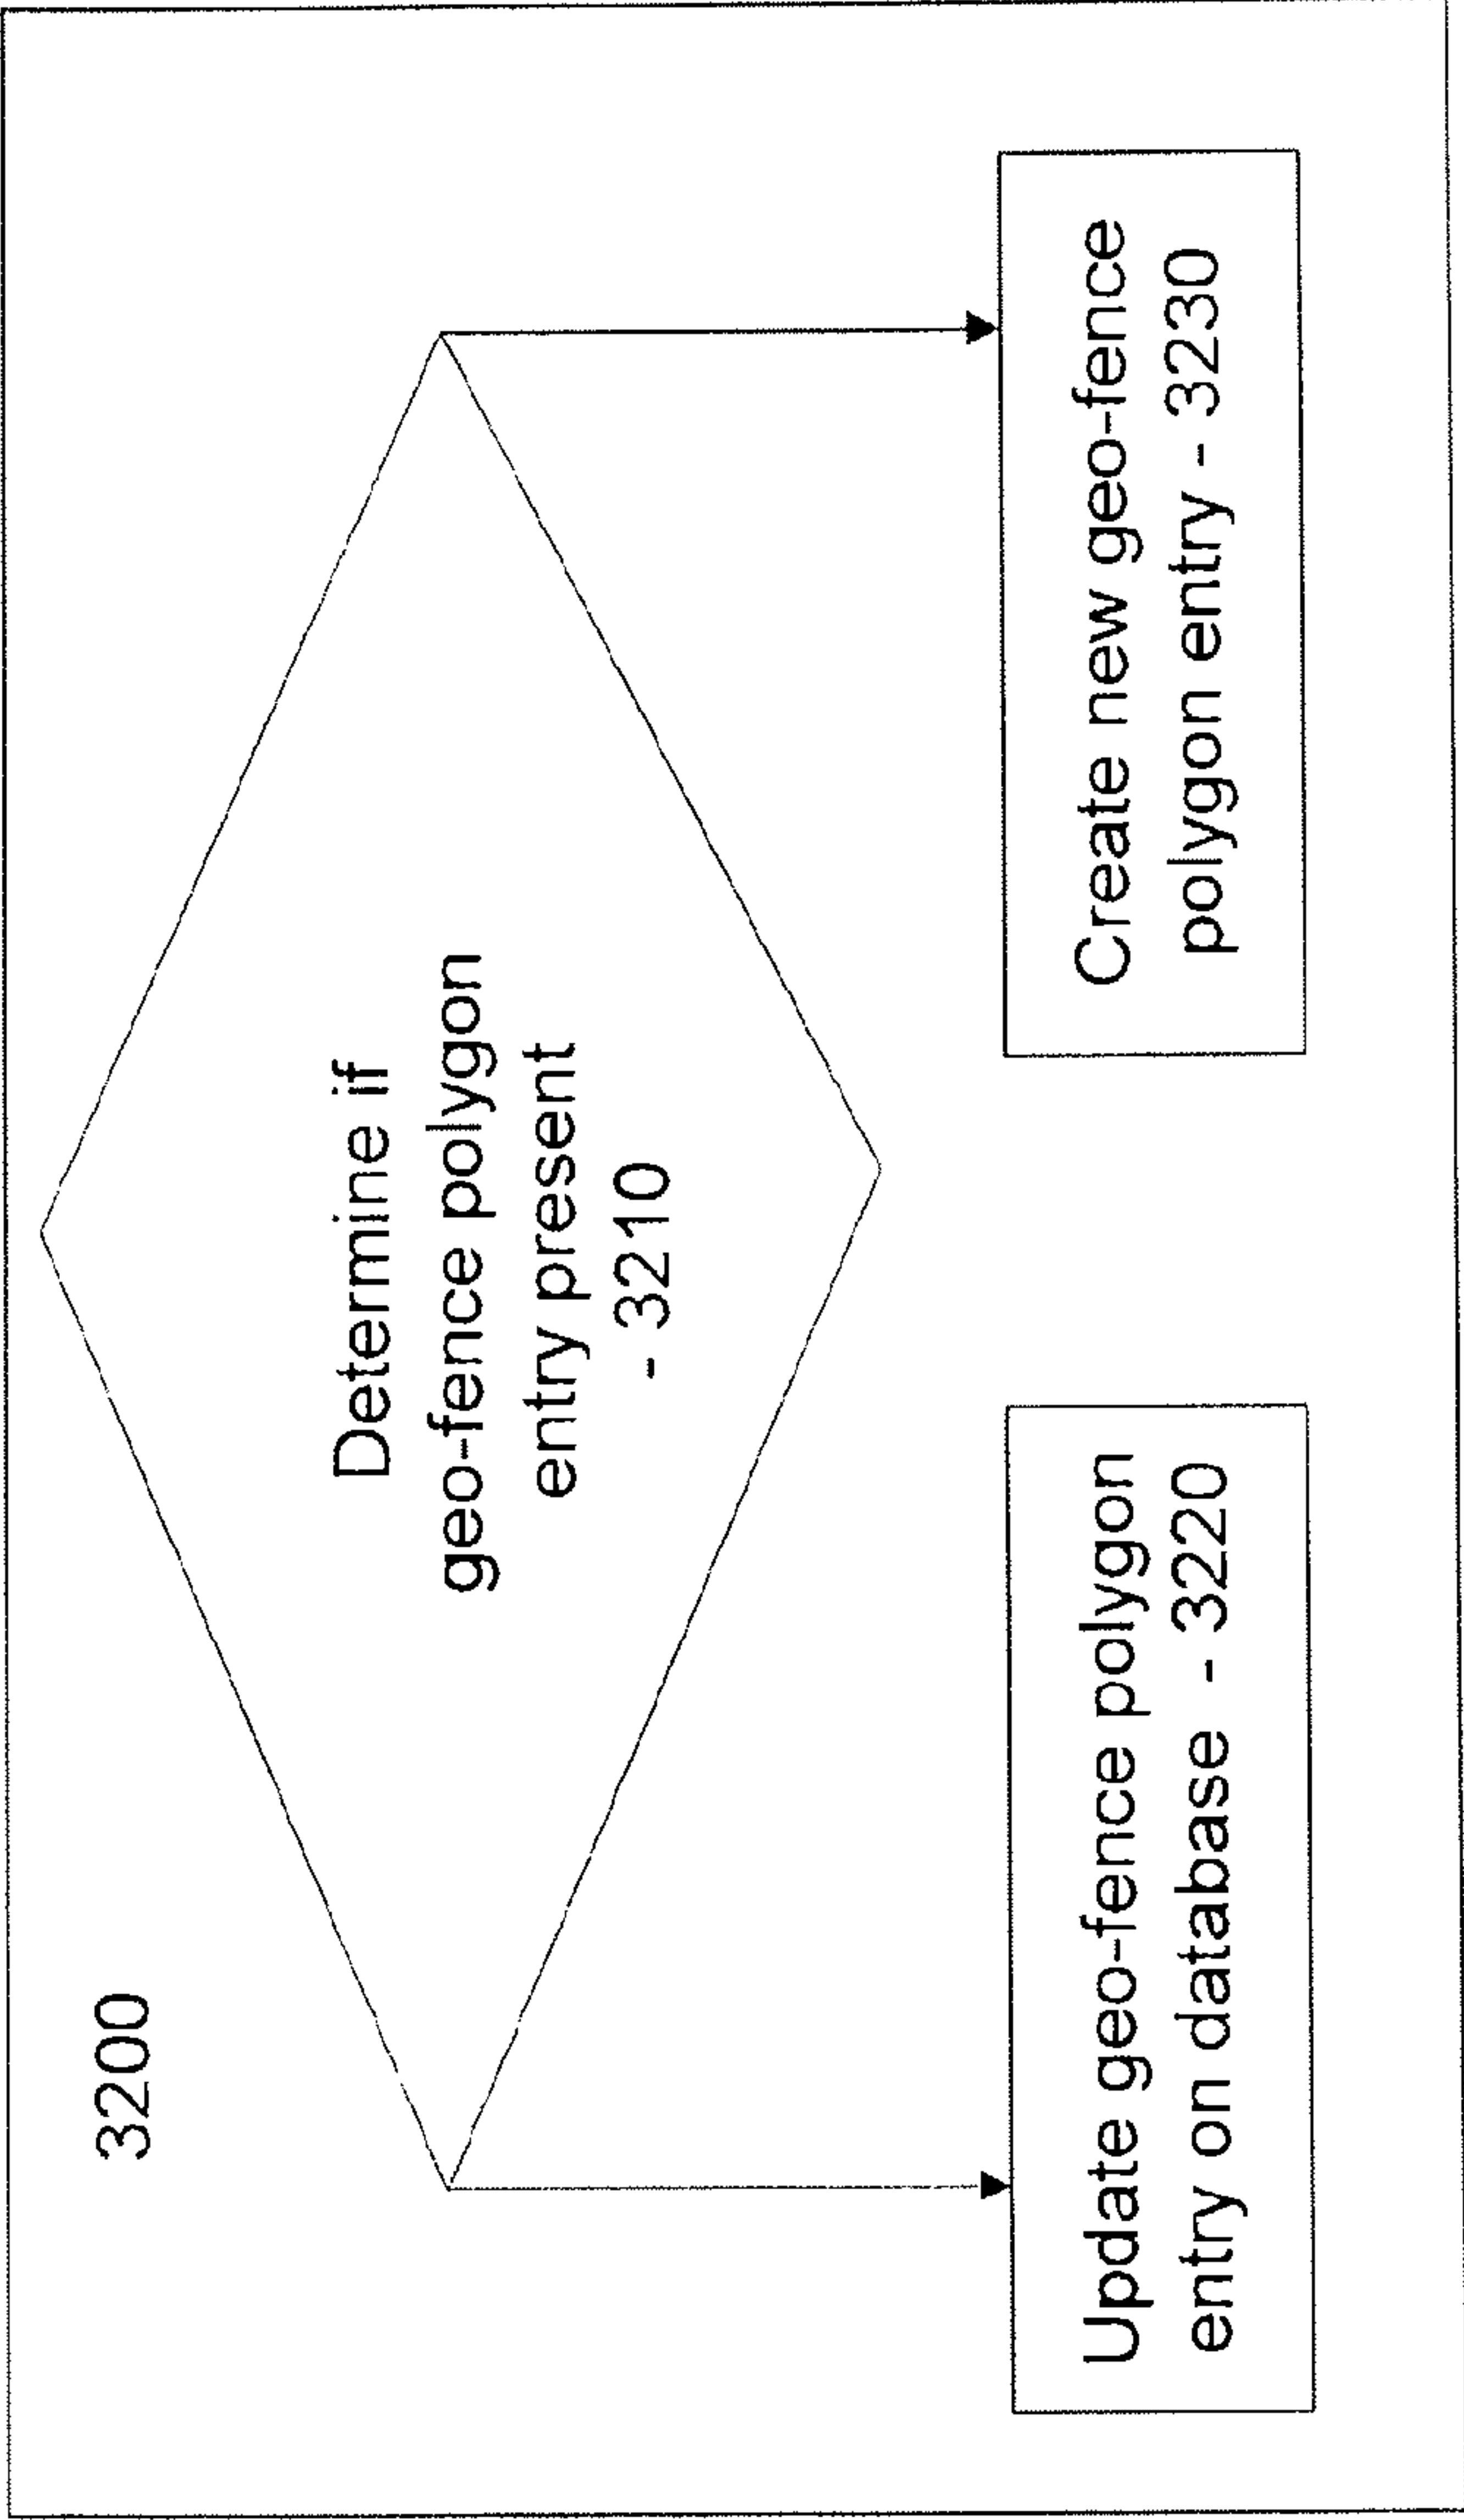 3200
Determine if
geo-fence polygon
entry present
- 3210
Update geo-fence polygon
entry on database - 3220
Create new geo-fence
polygon entry - 3230